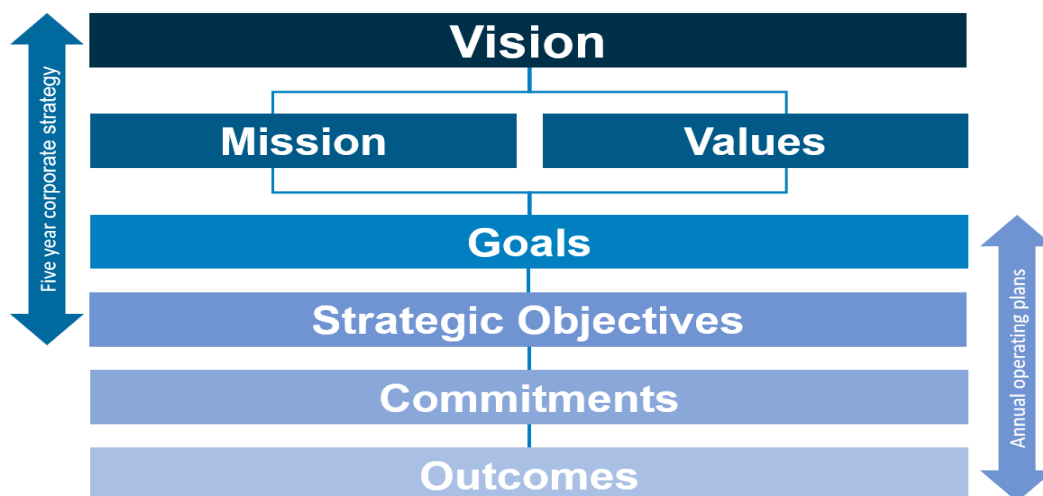 Vision
Five year corporate strategy
Mission
Values
Goals
Strategic Objectives
Annual operating plans
Commitments
Outcomes